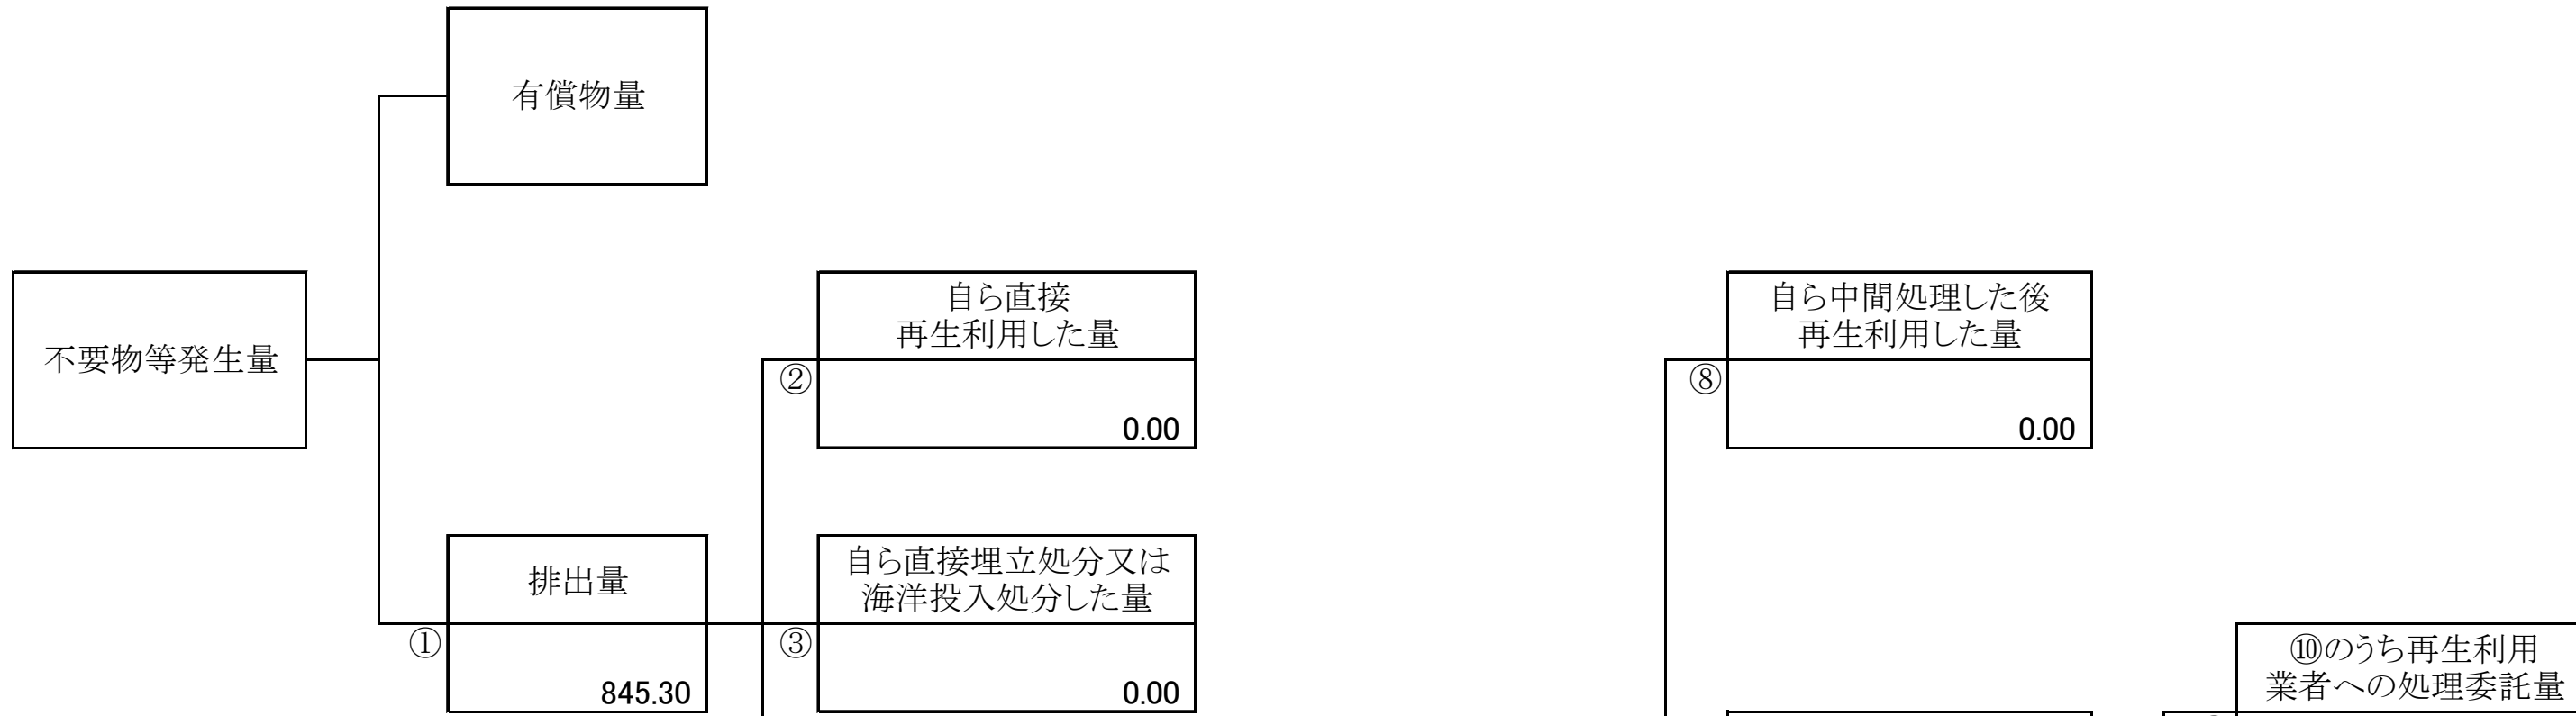 有償物量
不要物等発生量
自ら直接
再生利用した量
②
0.00
自ら中間処理した後
再生利用した量
⑧
0.00
排出量
①
845.30
自ら直接埋立処分又は
海洋投入処分した量
③
0.00
⑩のうち再生利用
業者への処理委託量